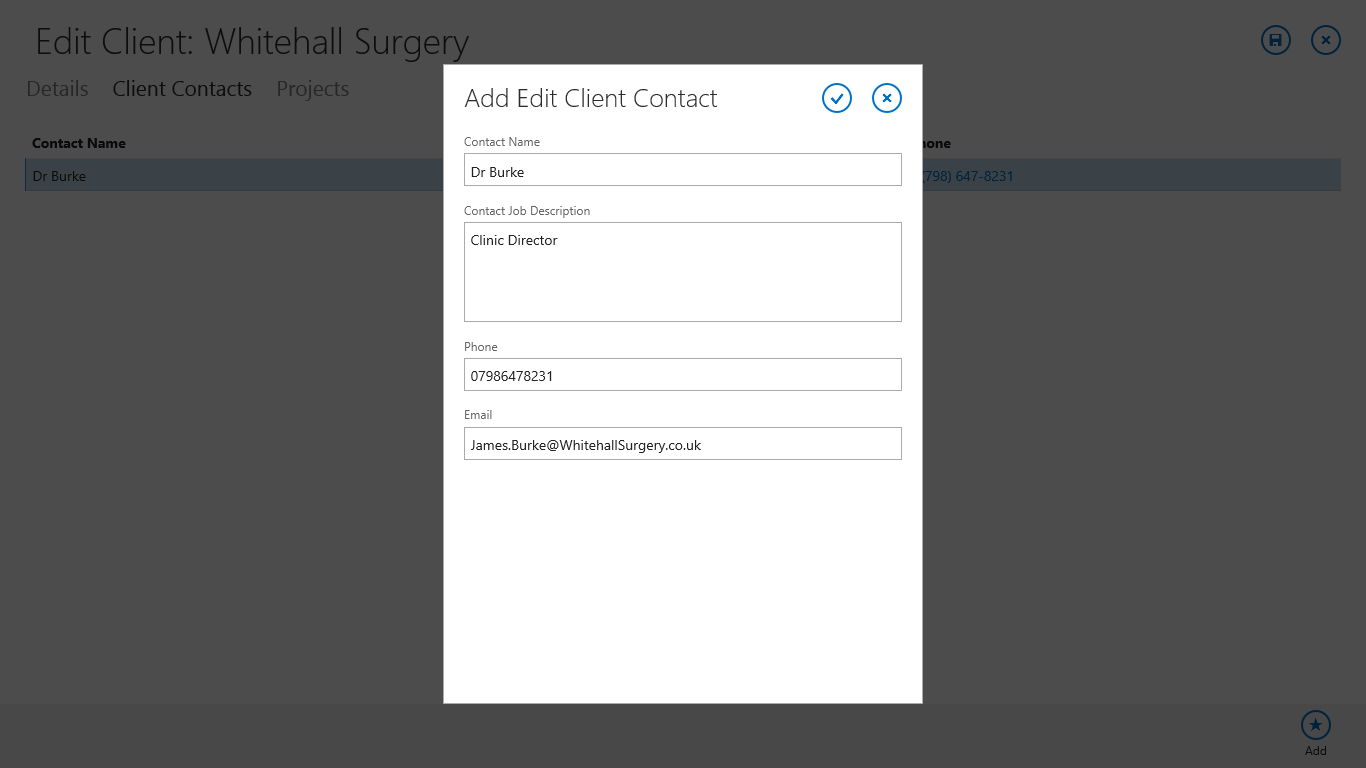 Edit Client: Whitehall Surgery
Details Client Contacts Projects
Add Edit Client Contact
Contact Name
hone
Dr Burke
(798) 647-8231
Contact Name
Dr Burke
Contact Job Description
Clinic Director
Phone
07986478231
Email
James.Burke@WhitehallSurgery.co.uk
Add